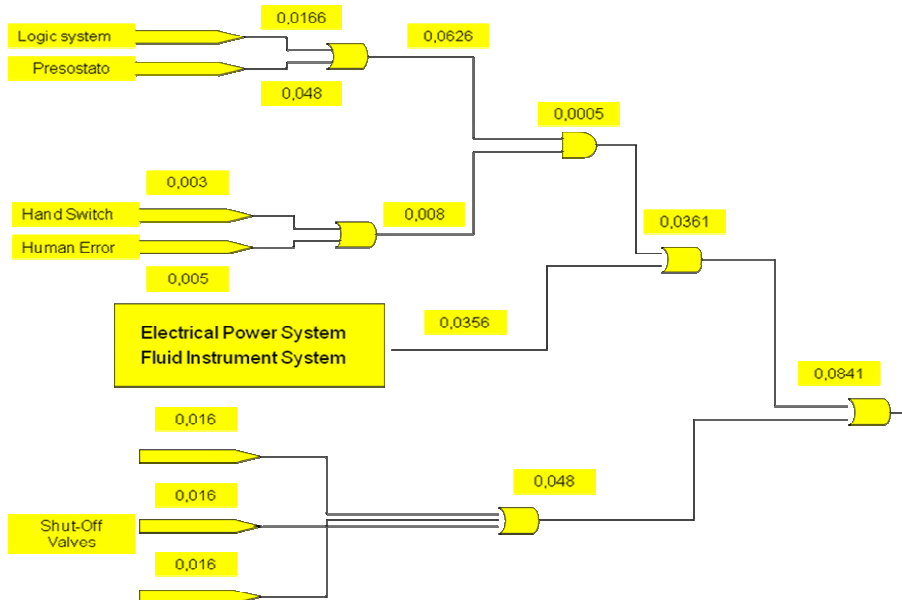 0,0166
Logic system
0,0626
Presostato
0,048
0,0005
0,003
Hand Switch
0,008
0,0361
Human Error
0,005
Electrical Power System
Fluid Instrument System
0,0356
0,0841
0,016
0,048
0,016
Shut-Off
Valves
0,016